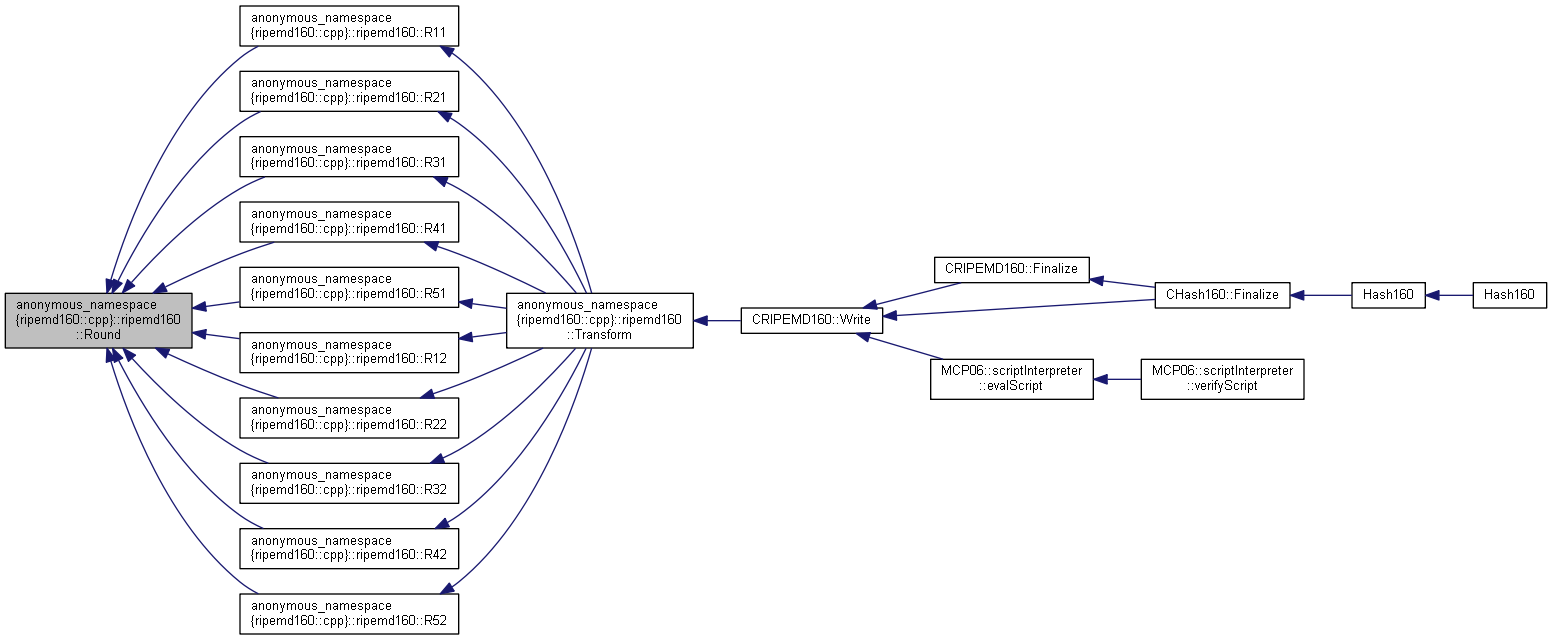 anonymous_namespace
{ripemd160::cpp}::ripemd160::R11
anonymous_namespace
{ripemd160::cpp}::ripemd160::R21
anonymous_namespace
{ripemd160::cpp}::ripemd160::R31
anonymous_namespace
{ripemd160::cpp}::ripemd160::R41
anonymous_namespace
{ripemd160::cpp}::ripemd160::R51
anonymous_namespace
{ripemd160::cpp}::ripemd160
::Round
anonymous_namespace
{ripemd160::cpp}::ripemd160::R12
anonymous_namespace
{ripemd160::cpp}::ripemd160::R22
anonymous_namespace
{ripemd160::cpp}::ripemd160::R32
anonymous_namespace
{ripemd160::cpp}::ripemd160::R42
anonymous_namespace
{ripemd160::cpp}::ripemd160::R52
anonymous_namespace
{ripemd160::cpp}::ripemd160
::Transform
CRIPEMD160::Write
CRIPEMD160::Finalize
CHash160::Finalize
Hash160
Hash160
MCP06::scriptInterpreter
::evalScript
MCP06::scriptInterpreter
::verifyScript